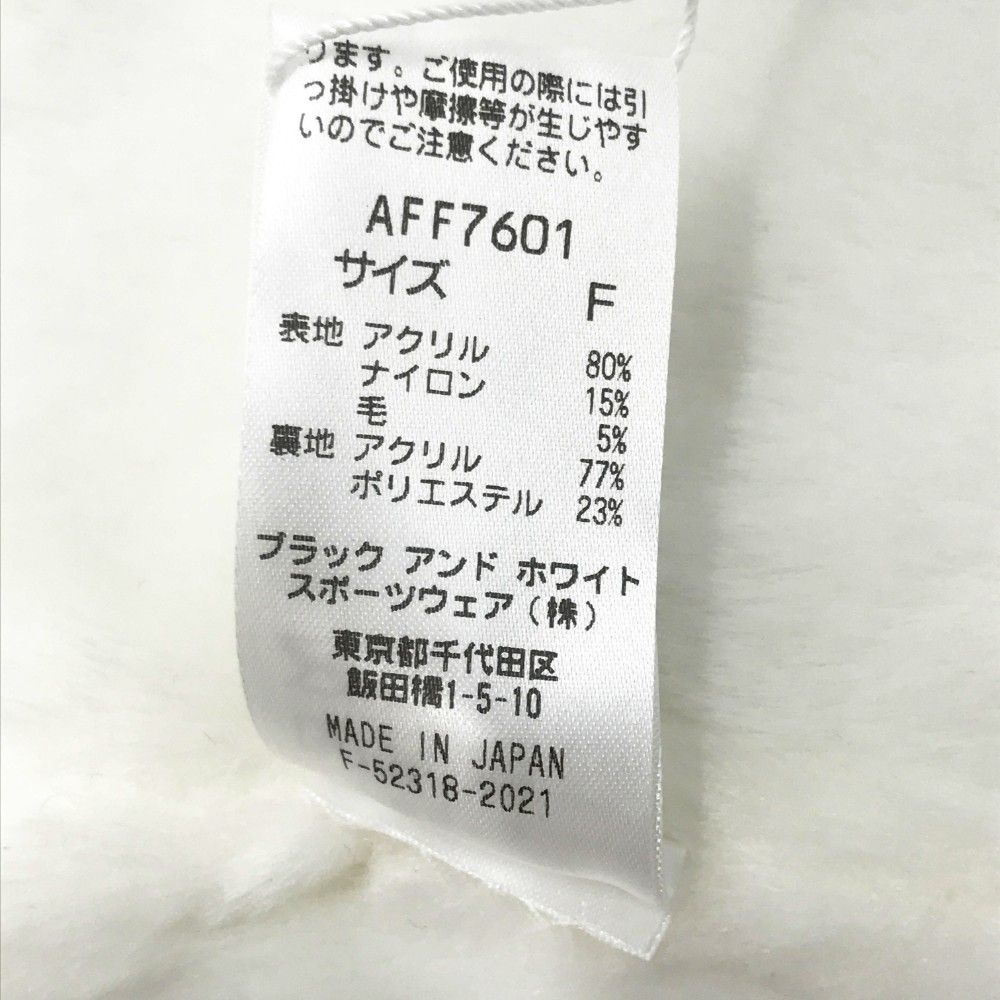 ります。ご使用の際には引
っ掛けや摩擦等が生じやす
いのでご注意ください。
AFF7601
サイズ F
表地 アクリル 80%
ナイロン 15%
毛 5%
裏地 アクリル 77%
ポリエステル 23%
ブラック アンド ホワイト
スポーツウェア(株)
東京都千代田区
飯田橋1-5-10
MADE IN JAPAN
F-52318-2021